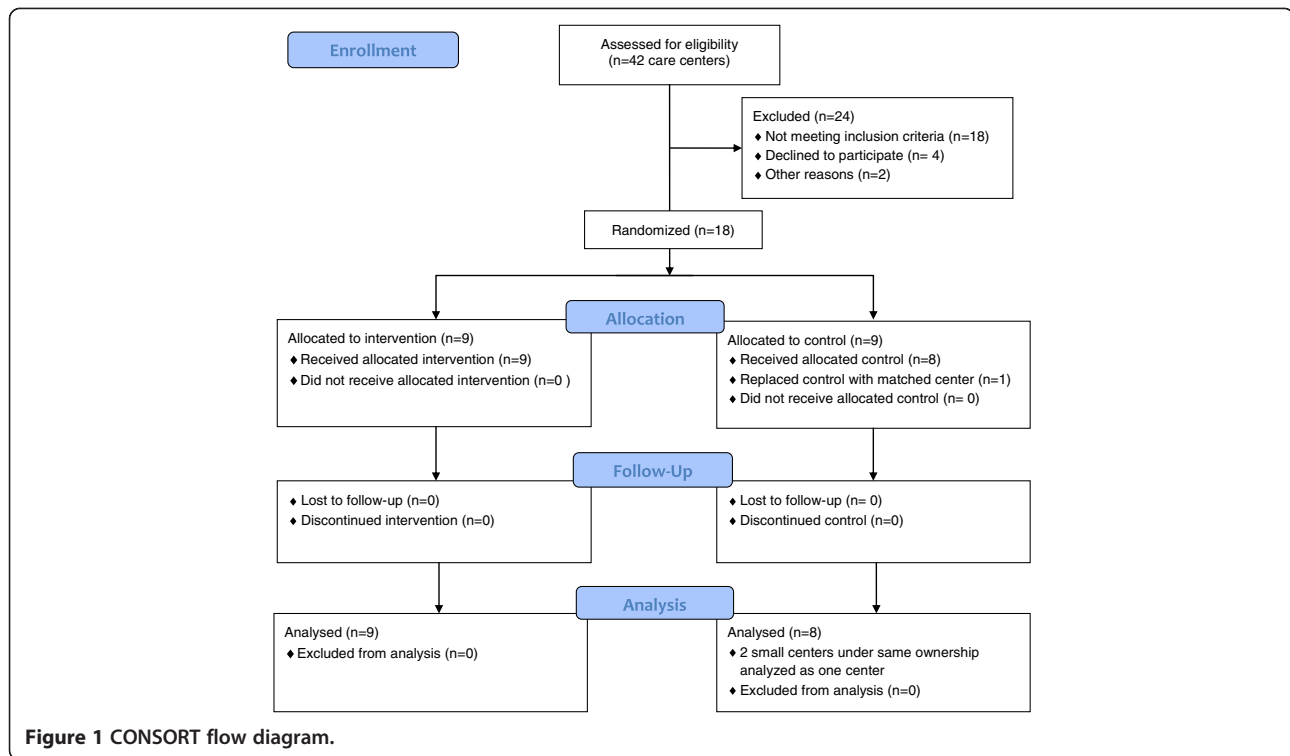 Enrollment
Assessed for eligibility
(n=42 care centers)
Excluded (n=24)
♦ Not meeting inclusion criteria (n=18)
♦ Declined to participate (n= 4)
♦ Other reasons (n=2)
Randomized (n=18)
Allocation
Allocated to intervention (n=9)
♦ Received allocated intervention (n=9)
♦ Did not receive allocated intervention (n=0 )
Allocated to control (n=9)
♦ Received allocated control (n=8)
♦ Replaced control with matched center (n=1)
♦ Did not receive allocated control (n= 0)
Follow-Up
♦ Lost to follow-up (n=0)
♦ Discontinued intervention (n=0)
♦ Lost to follow-up (n= 0)
♦ Discontinued control (n=0)
Analysis
Analysed (n=9)
♦ Excluded from analysis (n=0)
Analysed (n=8)
♦ 2 small centers under same ownership
analyzed as one center
♦ Excluded from analysis (n=0)
Figure 1 CONSORT flow diagram.